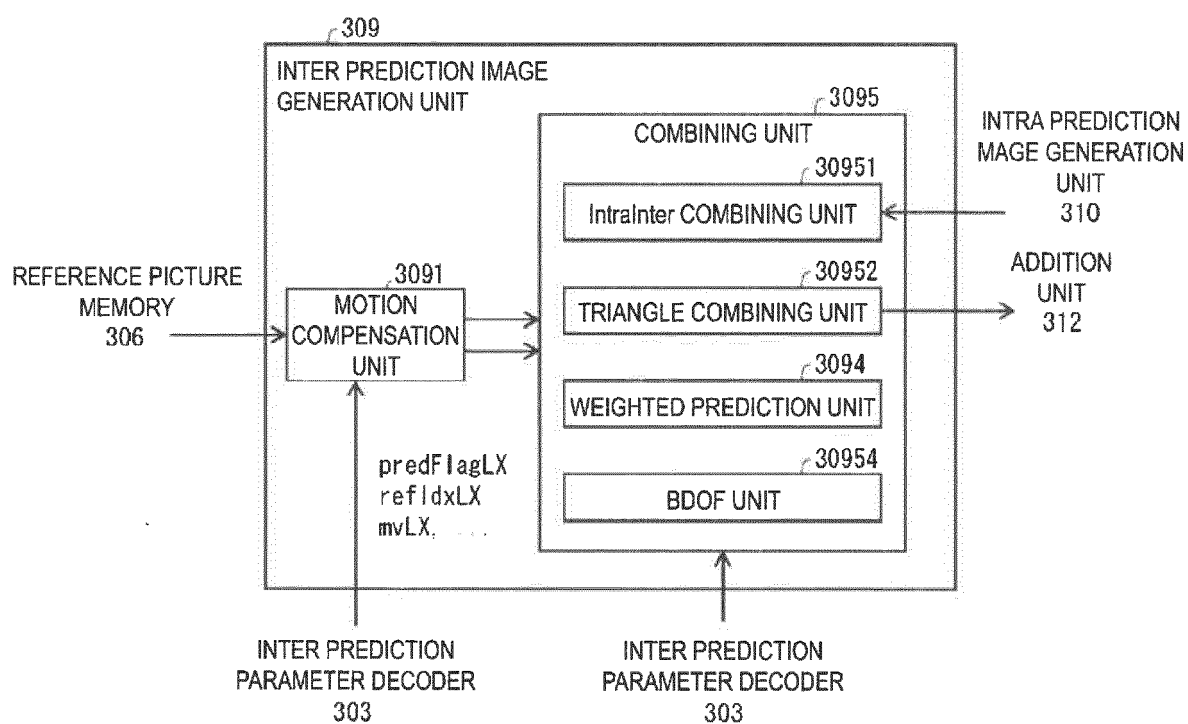 309
INTER PREDICTION IMAGE
GENERATION UNIT
3095
COMBINING UNIT
30951
IntraInter COMBINING UNIT
INTRA PREDICTION
MAGE GENERATION
UNIT
310
30952
TRIANGLE COMBINING UNIT
ADDITION
UNIT
312
REFERENCE PICTURE
MEMORY
306
3091
MOTION
COMPENSATION
UNIT
3094
WEIGHTED PREDICTION UNIT
30954
BDOF UNIT
predFlagLX
refIdxLX
mvLX, ...
INTER PREDICTION
PARAMETER DECODER
303
INTER PREDICTION
PARAMETER DECODER
303